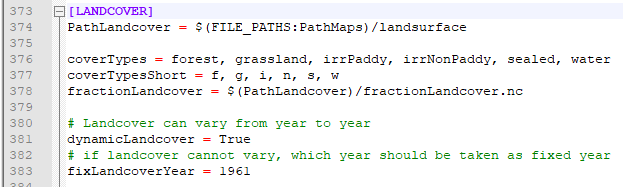 373 [LANDCOVER]
374 PathLandcover = $(FILE_PATHS:PathMaps)/landsurface
375
376 coverTypes = forest, grassland, irrPaddy, irrNonPaddy, sealed, water
377 coverTypesShort = f, g, i, n, s, w
378 fractionLandcover = $(PathLandcover)/fractionLandcover.nc
379
380 # Landcover can vary from year to year
381 dynamicLandcover = True
382 # if landcover cannot vary, which year should be taken as fixed year
383 fixLandcoverYear = 1961